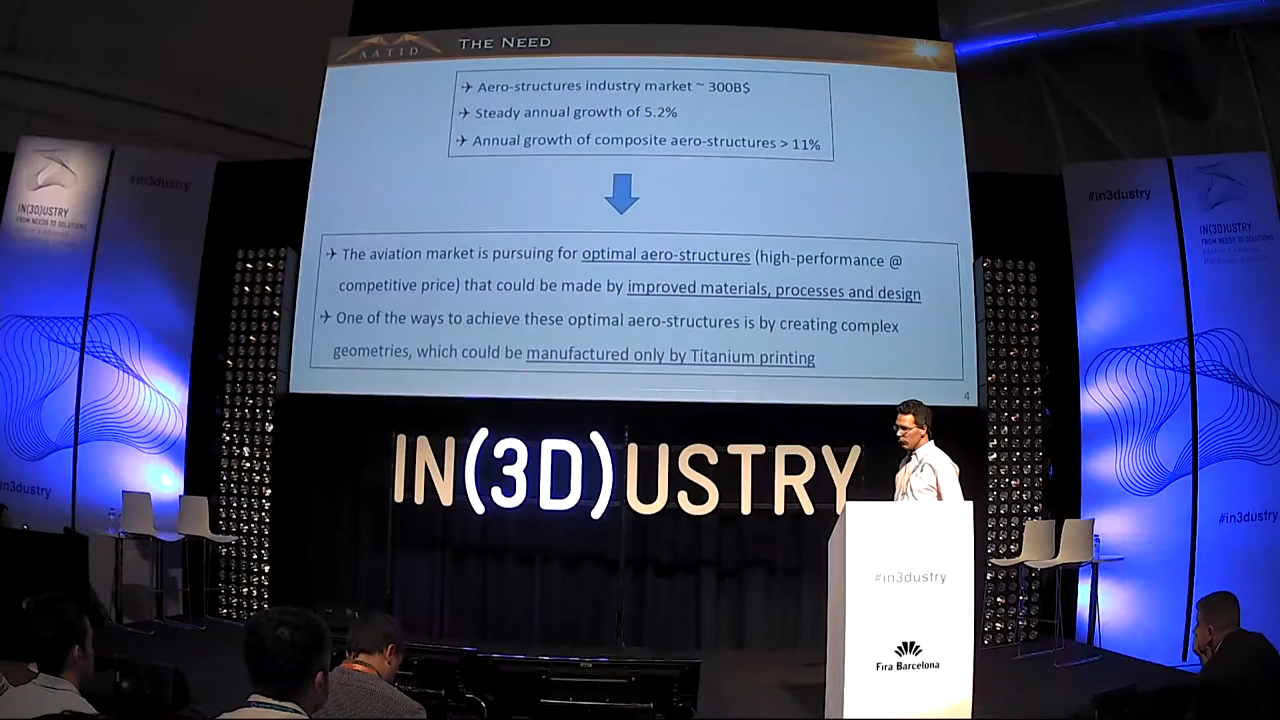 AATID
THE NEED
Aero-structures industry market ~ 300B$
Steady annual growth of 5.2%
Annual growth of composite aero-structures > 11%
The aviation market is pursuing for optimal aero-structures (high-performance @
competitive price) that could be made by improved materials, processes and design
One of the ways to achieve these optimal aero-structures is by creating complex
geometries, which could be manufactured only by Titanium printing
4
IN(3D)USTRY
FROM NEEDS TO SOLUTIONS
#in3dustry
#in3dustry
IN(3D)USTRY
FROM NEEDS TO SOLUTIONS
IN(3D)USTRY
in3dustry
#in3dustry
#in3dustry
Fira Barcelona